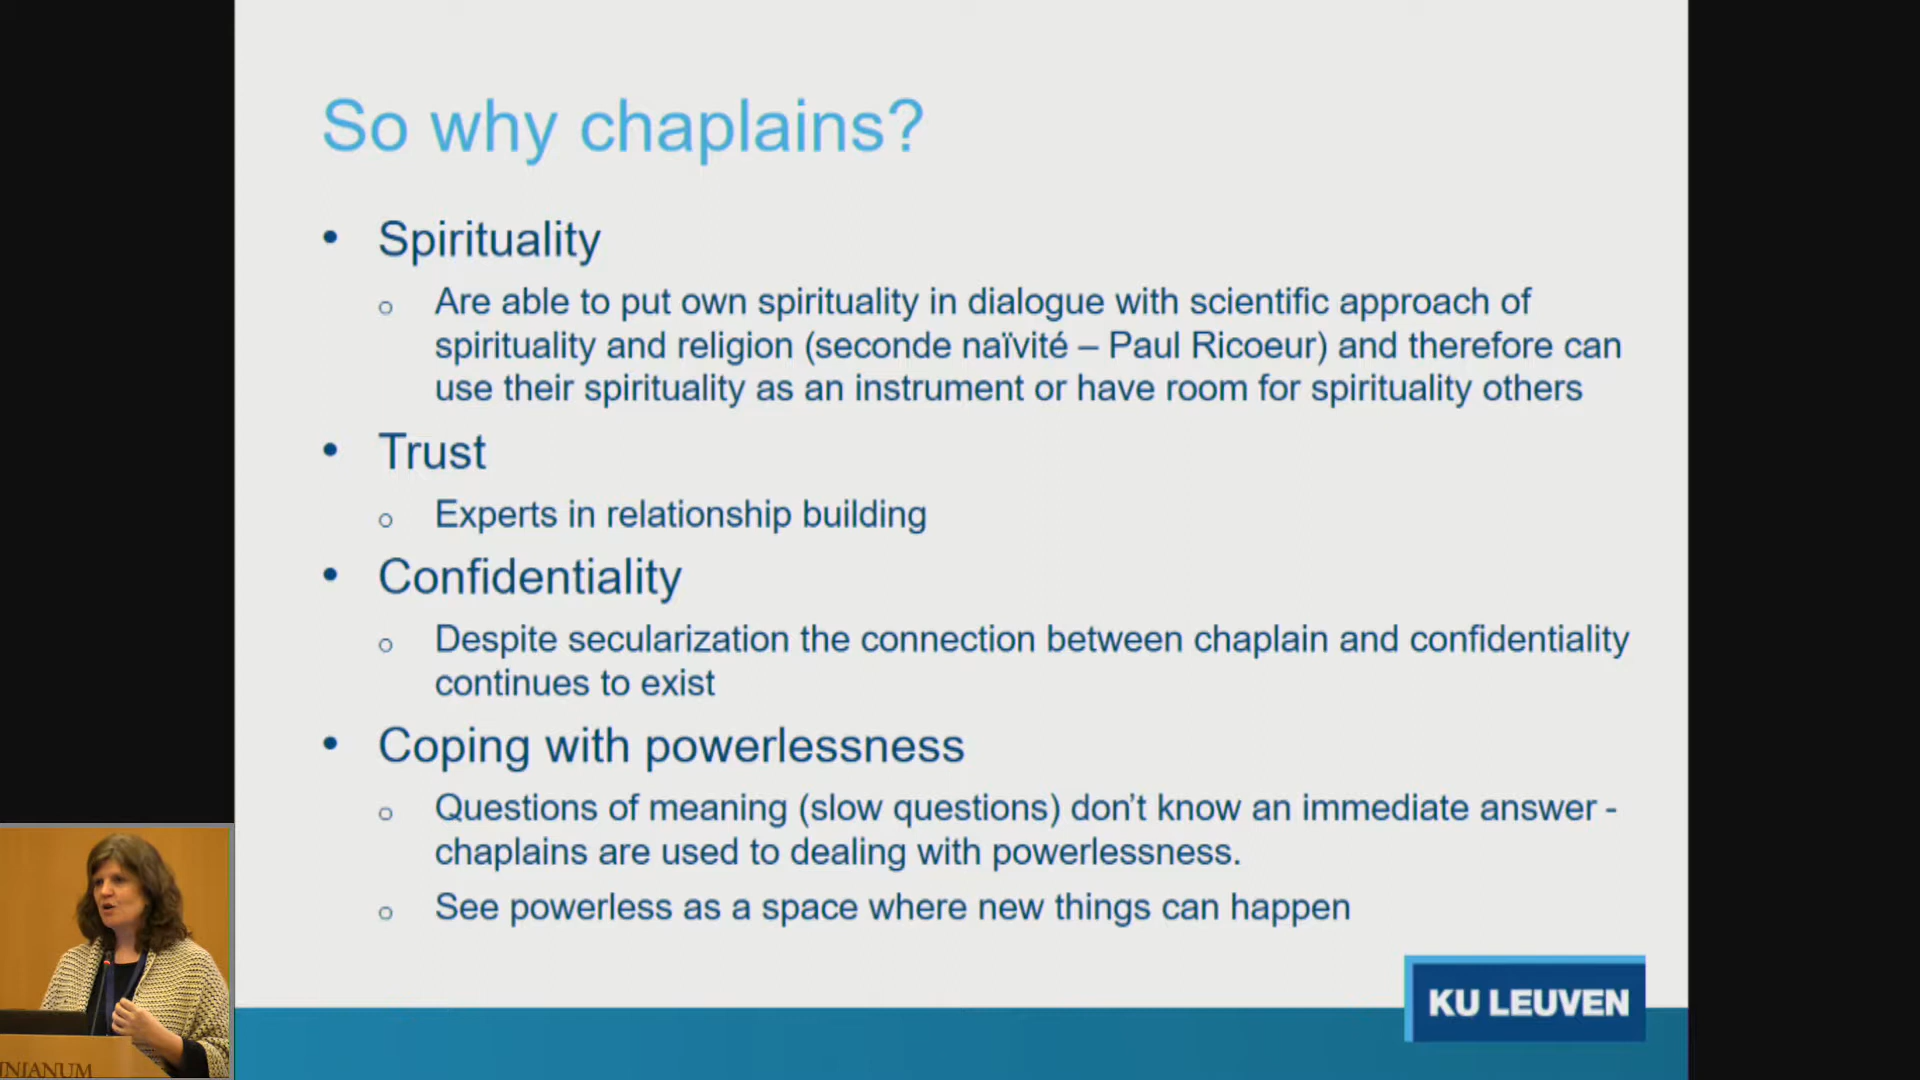 So why chaplains?
• Spirituality
o Are able to put own spirituality in dialogue with scientific approach of
spirituality and religion (seconde naïvité – Paul Ricoeur) and therefore can
use their spirituality as an instrument or have room for spirituality others
• Trust
o Experts in relationship building
• Confidentiality
o Despite secularization the connection between chaplain and confidentiality
continues to exist
• Coping with powerlessness
o Questions of meaning (slow questions) don't know an immediate answer -
chaplains are used to dealing with powerlessness.
o See powerless as a space where new things can happen
KU LEUVEN
INIANUM